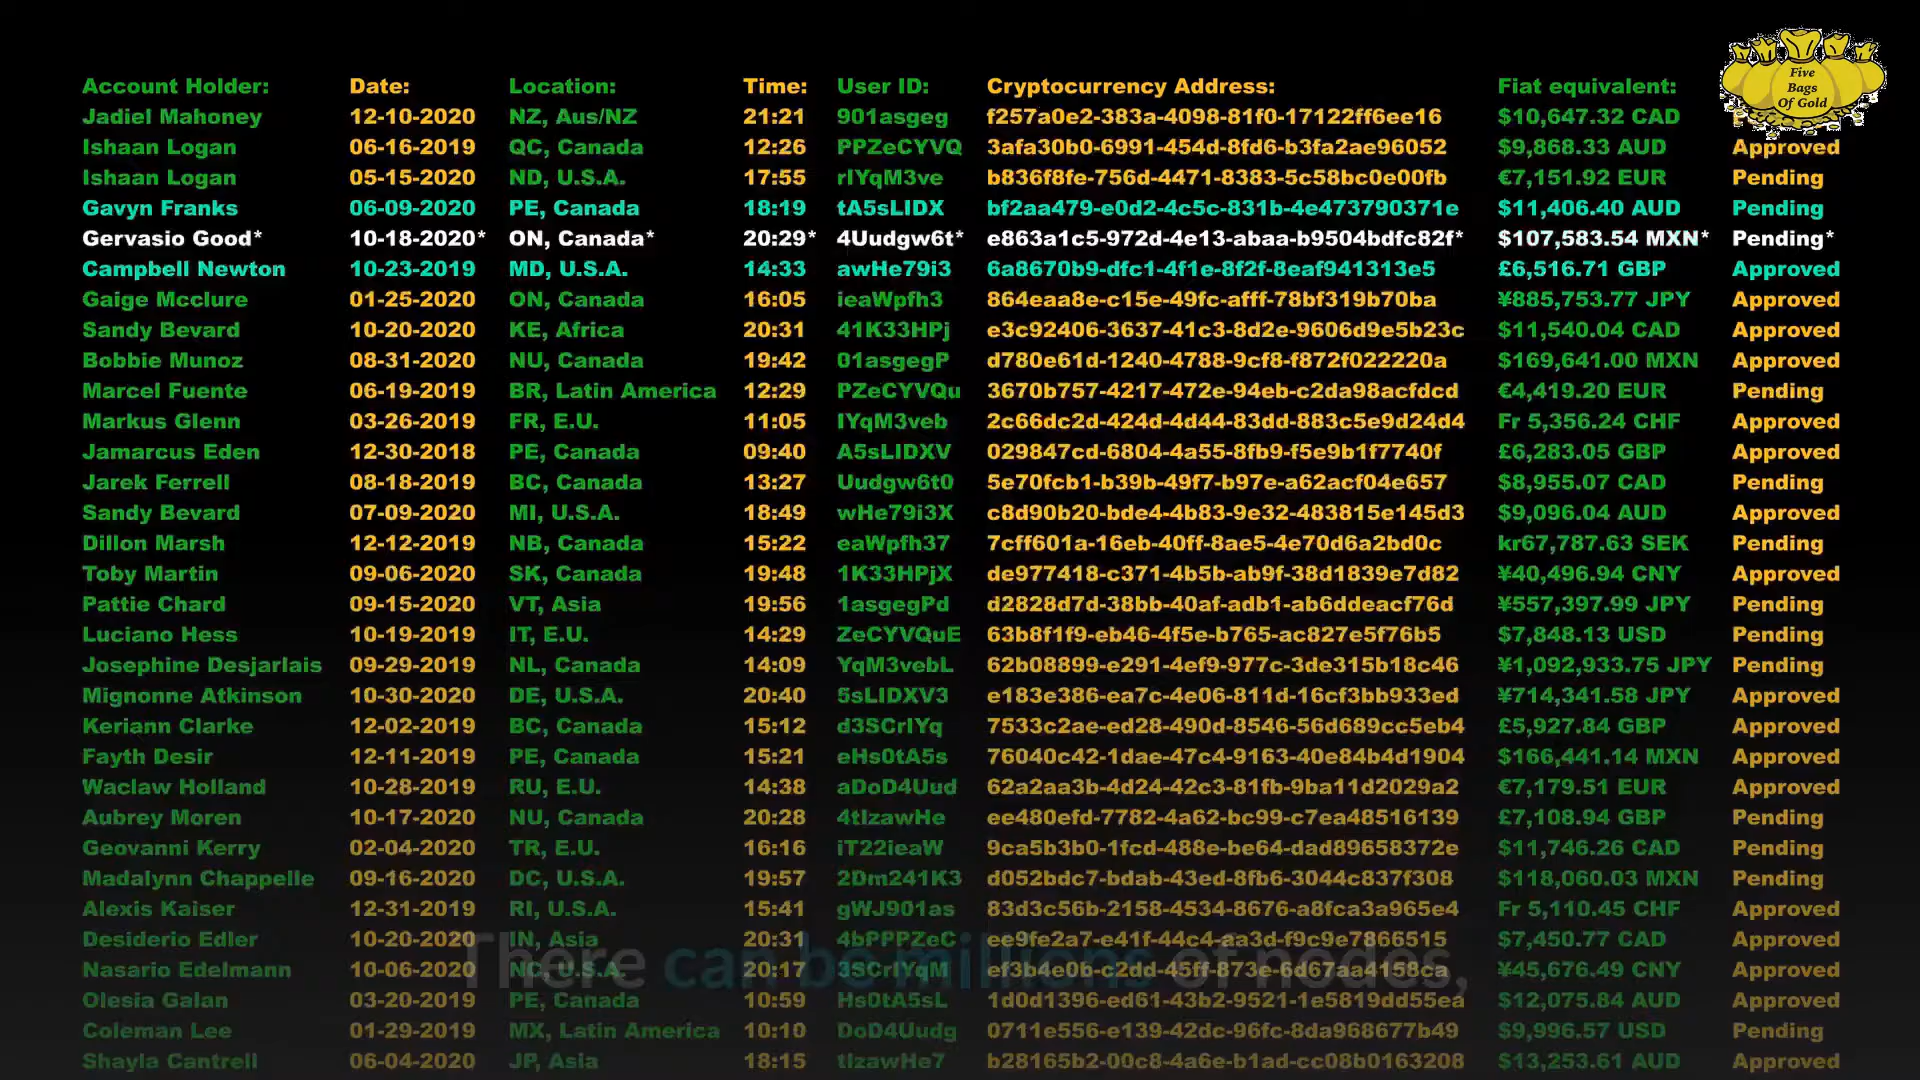 Five
Bags
Of Gold
Account Holder: Date: Location: Time: User ID: Cryptocurrency Address: Fiat equivalent:
Jadiel Mahoney 12-10-2020 NZ, Aus/NZ 21:21 901asgeg f257a0e2-383a-4098-81f0-17122ff6ee16 $10,647.32 CAD
Ishaan Logan 06-16-2019 QC, Canada 12:26 PPZeCYVQ 3afa30b0-6991-454d-8fd6-b3fa2ae96052 $9,868.33 AUD Approved
Ishaan Logan 05-15-2020 ND, U.S.A. 17:55 rIYqM3ve b836f8fe-756d-4471-8383-5c58bc0e00fb €7,151.92 EUR Pending
Gavyn Franks 06-09-2020 PE, Canada 18:19 tA5sLIDX bf2aa479-e0d2-4c5c-831b-4e473790371e $11,406.40 AUD Pending
Gervasio Good* 10-18-2020* ON, Canada* 20:29* 4Uudgw6t* e863a1c5-972d-4e13-abaa-b9504bdfc82f* $107,583.54 MXN* Pending*
Campbell Newton 10-23-2019 MD, U.S.A. 14:33 awHe79i3 6a8670b9-dfc1-4f1e-8f2f-8eaf941313e5 £6,516.71 GBP Approved
Gaige Mcclure 01-25-2020 ON, Canada 16:05 ieaWpfh3 864eaa8e-c15e-49fc-afff-78bf319b70ba ¥885,753.77 JPY Approved
Sandy Bevard 10-20-2020 KE, Africa 20:31 41K33HPj e3c92406-3637-41c3-8d2e-9606d9e5b23c $11,540.04 CAD Approved
Bobbie Munoz 08-31-2020 NU, Canada 19:42 01asgegP d780e61d-1240-4788-9cf8-f872f022220a $169,641.00 MXN Approved
Marcel Fuente 06-19-2019 BR, Latin America 12:29 PZeCYVQu 3670b757-4217-472e-94eb-c2da98acfdcd €4,419.20 EUR Pending
Markus Glenn 03-26-2019 FR, E.U. 11:05 IYqM3veb 2c66dc2d-424d-4d44-83dd-883c5e9d24d4 Fr 5,356.24 CHF Approved
Jamarcus Eden 12-30-2018 PE, Canada 09:40 A5sLIDXV 029847cd-6804-4a55-8fb9-f5e9b1f7740f £6,283.05 GBP Approved
Jarek Ferrell 08-18-2019 BC, Canada 13:27 Uudgw6t0 5e70fcb1-b39b-49f7-b97e-a62acf04e657 $8,955.07 CAD Pending
Sandy Bevard 07-09-2020 MI, U.S.A. 18:49 wHe79i3X c8d90b20-bde4-4b83-9e32-483815e145d3 $9,096.04 AUD Approved
Dillon Marsh 12-12-2019 NB, Canada 15:22 eaWpfh37 7cff601a-16eb-40ff-8ae5-4e70d6a2bd0c kr67,787.63 SEK Pending
Toby Martin 09-06-2020 SK, Canada 19:48 1K33HPjX de977418-c371-4b5b-ab9f-38d1839e7d82 ¥40,496.94 CNY Approved
Pattie Chard 09-15-2020 VT, Asia 19:56 1asgegPd d2828d7d-38bb-40af-adb1-ab6ddeacf76d ¥557,397.99 JPY Pending
Luciano Hess 10-19-2019 IT, E.U. 14:29 ZeCYVQuE 63b8f1f9-eb46-4f5e-b765-ac827e5f76b5 $7,848.13 USD Pending
Josephine Desjarlais 09-29-2019 NL, Canada 14:09 YqM3vebL 62b08899-e291-4ef9-977c-3de315b18c46 ¥1,092,933.75 JPY Pending
Mignonne Atkinson 10-30-2020 DE, U.S.A. 20:40 5sLIDXV3 e183e386-ea7c-4e06-811d-16cf3bb933ed ¥714,341.58 JPY Approved
Keriann Clarke 12-02-2019 BC, Canada 15:12 d3SCrIYq 7533c2ae-ed28-490d-8546-56d689cc5eb4 £5,927.84 GBP Approved
Fayth Desir 12-11-2019 PE, Canada 15:21 eHs0tA5s 76040c42-1dae-47c4-9163-40e84b4d1904 $166,441.14 MXN Approved
Waclaw Holland 10-28-2019 RU, E.U. 14:38 aDoD4Uud 62a2aa3b-4d24-42c3-81fb-9ba11d2029a2 €7,179.51 EUR Approved
Aubrey Moren 10-17-2020 NU, Canada 20:28 4tIzawHe ee480efd-7782-4a62-bc99-c7ea48516139 £7,108.94 GBP Pending
Geovanni Kerry 02-04-2020 TR, E.U. 16:16 iT22ieaW 9ca5b3b0-1fcd-488e-be64-dad89658372e $11,746.26 CAD Pending
Madalynn Chappelle 09-16-2020 DC, U.S.A. 19:57 2Dm241K3 d052bdc7-bdab-43ed-8fb6-3044c837f308 $118,060.03 MXN Pending
Alexis Kaiser 12-31-2019 RI, U.S.A. 15:41 gWJ901as 83d3c56b-2158-4534-8676-a8fca3a965e4 Fr 5,110.45 CHF Approved
Desiderio Edler 10-20-2020 IN, Asia 20:31 4bPPPZeC ee9fe2a7-e41f-44c4-aa3d-f9c9e7866515 $7,450.77 CAD Approved
There can be millions of nodes,
Nasario Edelmann 10-06-2020 NC, U.S.A. 20:17 3SCrIYqM ef3b4e0b-c2dd-45ff-873e-6d67aa4158ca ¥45,676.49 CNY Approved
Olesia Galan 03-20-2019 PE, Canada 10:59 Hs0tA5sL 1d0d1396-ed61-43b2-9521-1e5819dd55ea $12,075.84 AUD Approved
Coleman Lee 01-29-2019 MX, Latin America 10:10 DoD4Uudg 0711e556-e139-42dc-96fc-8da968677b49 $9,996.57 USD Pending
Shayla Cantrell 06-04-2020 JP, Asia 18:15 tIzawHe7 b28165b2-00c8-4a6e-b1ad-cc08b0163208 $13,253.61 AUD Approved